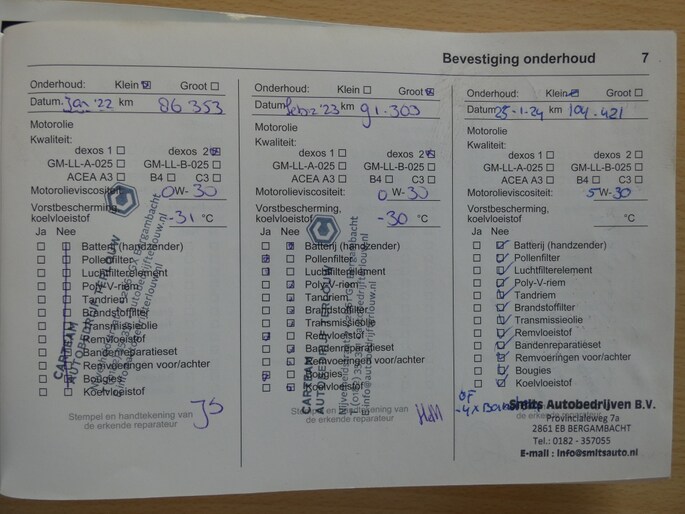 Bevestiging onderhoud 7
Onderhoud: Klein Groot
Datum. Jan '22 km 86 353
Motorolie
Kwaliteit:
dexos 1 dexos 2
GM-LL-A-025 GM-LL-B-025
ACEA A3 B4 C3
Motorolieviscositeit: 0W-30
Vorstbescherming,
koelvloeistof -31 °C
Ja Nee
Batterij (handzender)
Pollenfilter
Luchtfilterelement
Poly-V-riem
Tandriem
Brandstoffilter
Transmissieolie
Remvloeistof
Bandenreparatieset
Remvoeringen voor/achter
Bougies
Koelvloeistof
CARTEAM
AUTOBEDRIJF TERLOUW
Stempel en handtekening van
de erkende reparateur
Onderhoud: Klein Groot
Datum '23 km 91.303
Motorolie
Kwaliteit:
dexos 1 dexos 2
GM-LL-A-025 GM-LL-B-025
ACEA A3 B4 C3
Motorolieviscositeit: 0W-30
Vorstbescherming,
koelvloeistof -30 °C
Ja Nee
Batterij (handzender)
Pollenfilter
Luchtfilterelement
Poly-V-riem
Tandriem
Brandstoffilter
Transmissieolie
Remvloeistof
Bandenreparatieset
Remvoeringen voor/achter
Bougies
Koelvloeistof
CARTEAM
AUTOBEDRIJF TERLOUW
Stempel en handtekening van
de erkende reparateur
Onderhoud: Klein Groot
Datum 25-1-24 km 104.421
Motorolie
Kwaliteit:
dexos 1 dexos 2
GM-LL-A-025 GM-LL-B-025
ACEA A3 B4 C3
Motorolieviscositeit: 5W-30
Vorstbescherming,
koelvloeistof °C
Ja Nee
Batterij (handzender)
Pollenfilter
Luchtfilterelement
Poly-V-riem
Tandriem
Brandstoffilter
Transmissieolie
Remvloeistof
Bandenreparatieset
Remvoeringen voor/achter
Bougies
Koelvloeistof
Smits Autobedrijven B.V.
Provincialeweg 7a
2861 EB BERGAMBACHT
Tel.: 0182 - 357055
E-mail : info@smitsauto.nl